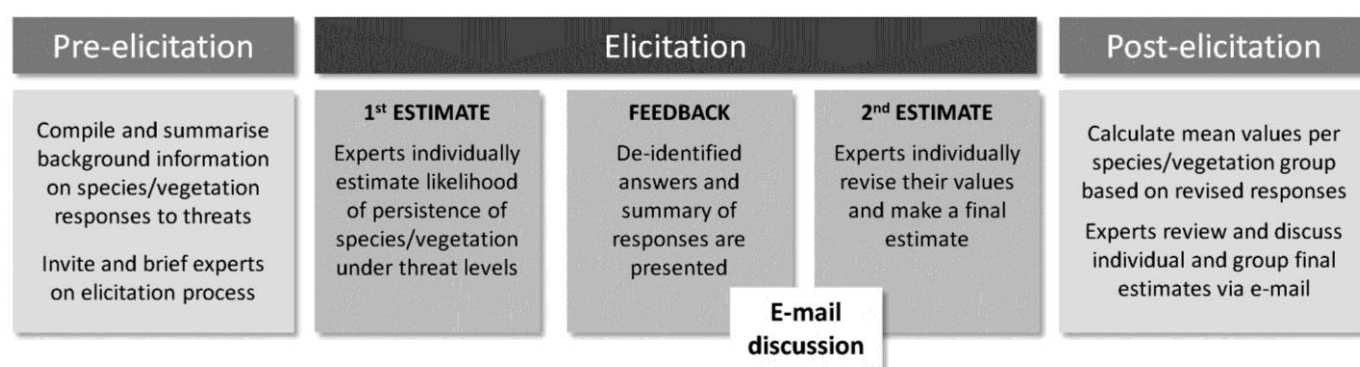 Pre-elicitation
Elicitation
Post-elicitation
Compile and summarise
background information
on species/vegetation
responses to threats
Invite and brief experts
on elicitation process
1st ESTIMATE
Experts individually
estimate likelihood
of persistence of
species/vegetation
under threat levels
FEEDBACK
De-identified
answers and
summary of
responses are
presented
2nd ESTIMATE
Experts individually
revise their values
and make a final
estimate
E-mail
discussion
Calculate mean values per
species/vegetation group
based on revised responses
Experts review and discuss
individual and group final
estimates via e-mail